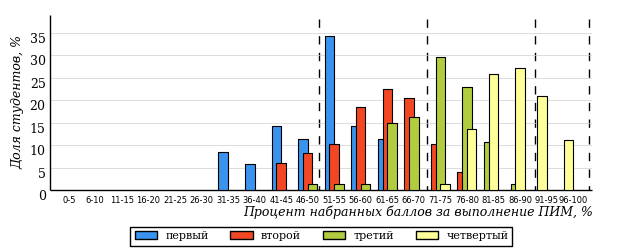 Доля студентов, %
35
30
25
20
15
10
5
0
0-5 6-10 11-15 16-20 21-25 26-30 31-35 36-40 41-45 46-50 51-55 56-60 61-65 66-70 71-75 76-80 81-85 86-90 91-95 96-100
Процент набранных баллов за выполнение ПИМ, %
первый второй третий четвертый